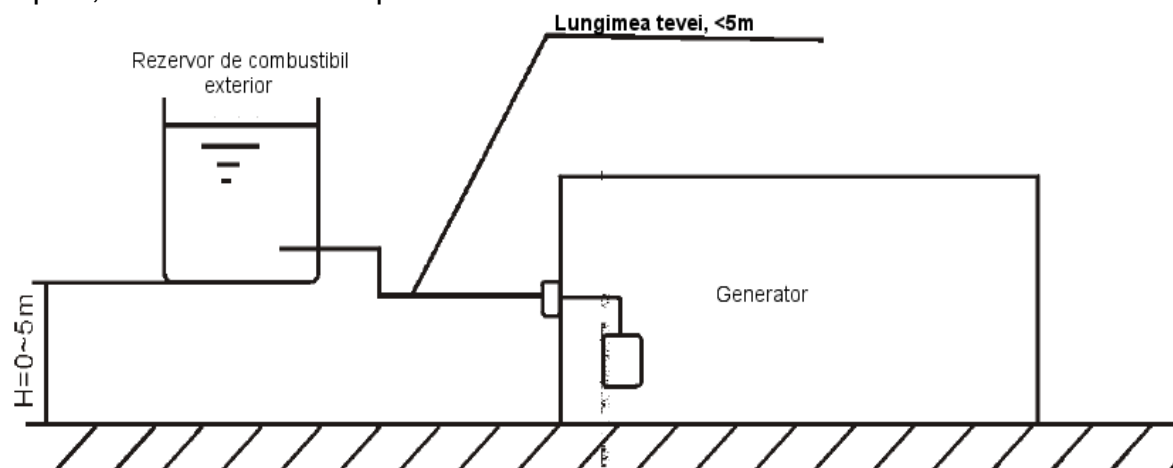 Lungimea tevei, <5m
Rezervor de combustibil
exterior
Generator
H=0~5m